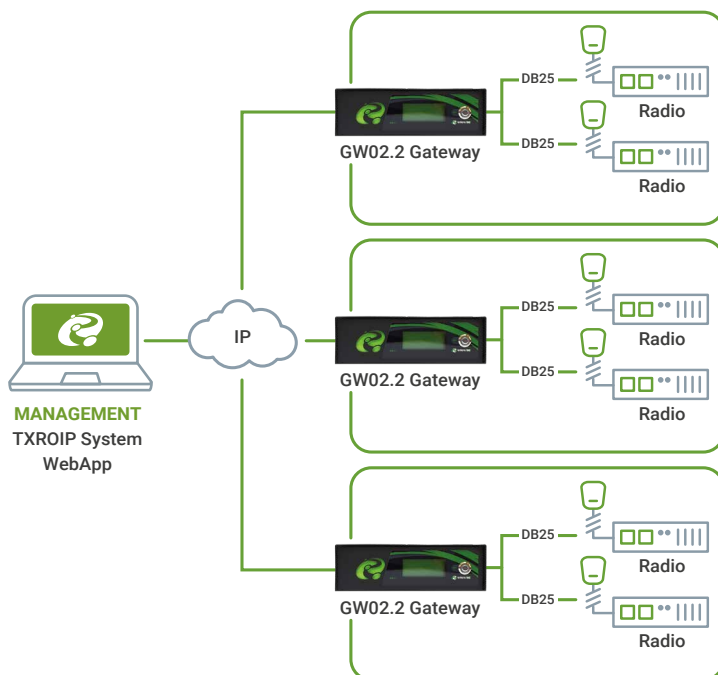 DB25
Radio
DB25
Radio
GW02.2 Gateway
IP
MANAGEMENT
TXROIP System
WebApp
DB25
Radio
DB25
Radio
GW02.2 Gateway
DB25
Radio
DB25
Radio
GW02.2 Gateway